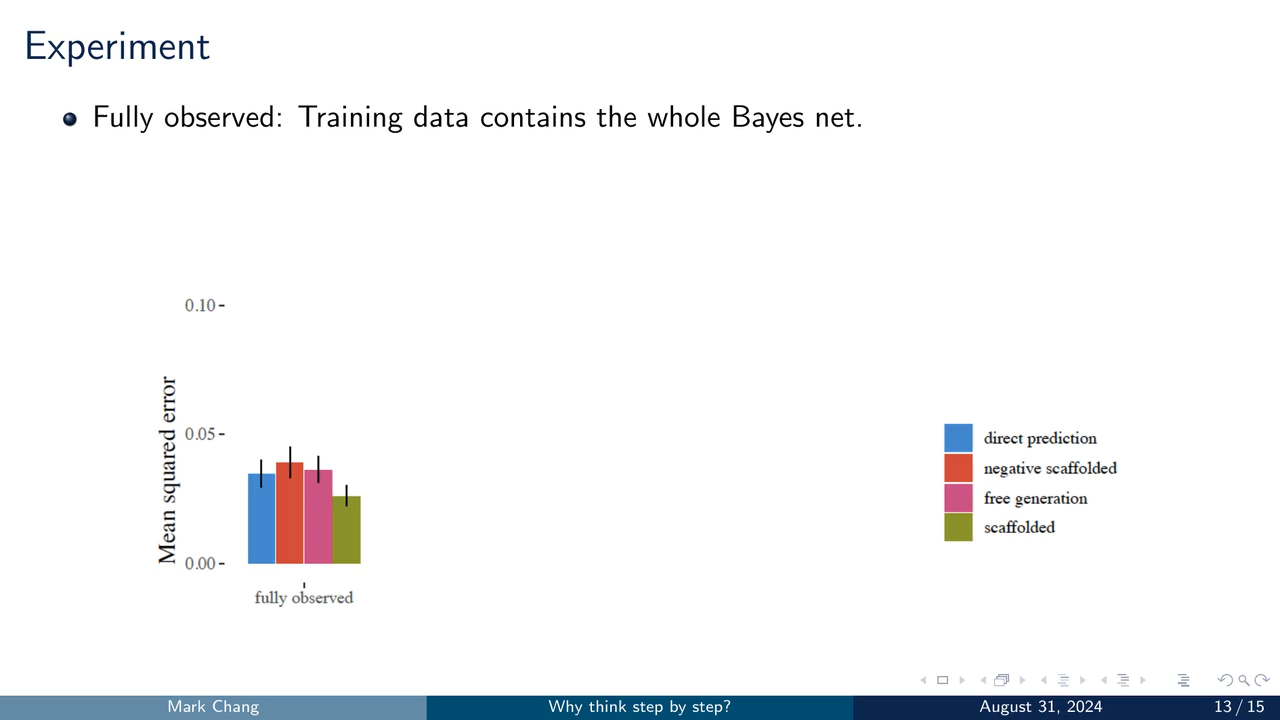 Experiment
Fully observed: Training data contains the whole Bayes net.
0.10
0.05
0.00
Mean squared error
fully observed
direct prediction
negative scaffolded
free generation
scaffolded
Mark Chang
Why think step by step?
August 31, 2024
13 / 15